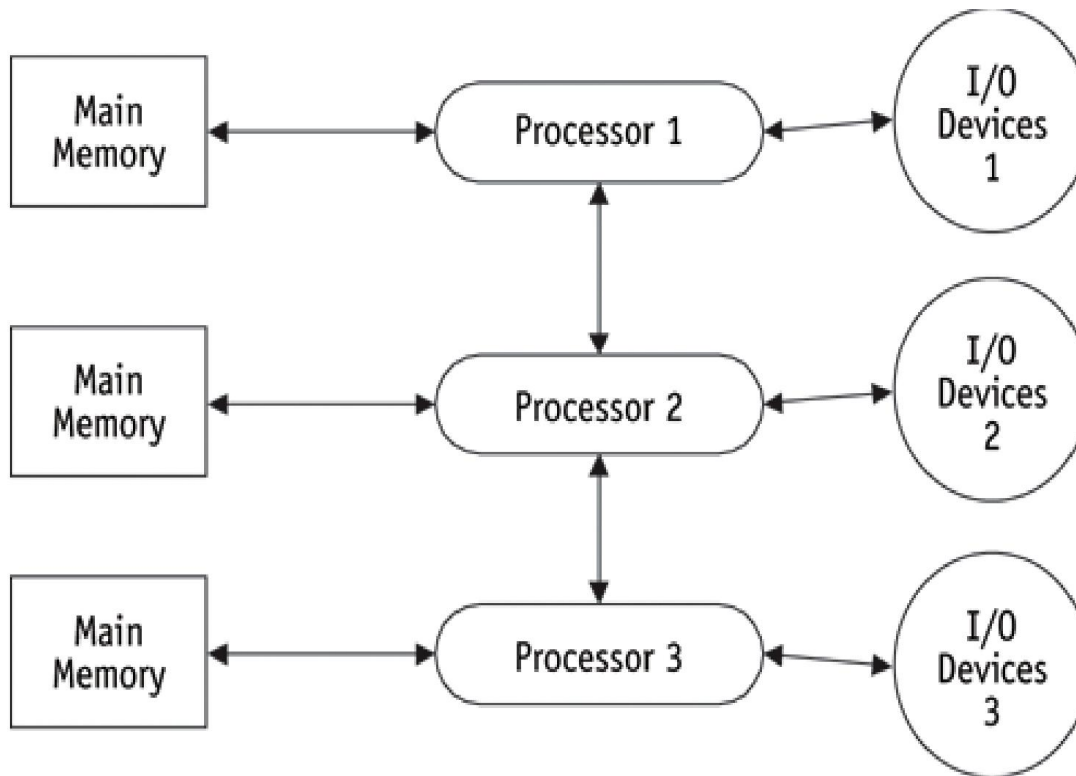 Main
Memory
Processor 1
I/O
Devices
1
Main
Memory
Processor 2
I/O
Devices
2
Main
Memory
Processor 3
I/O
Devices
3